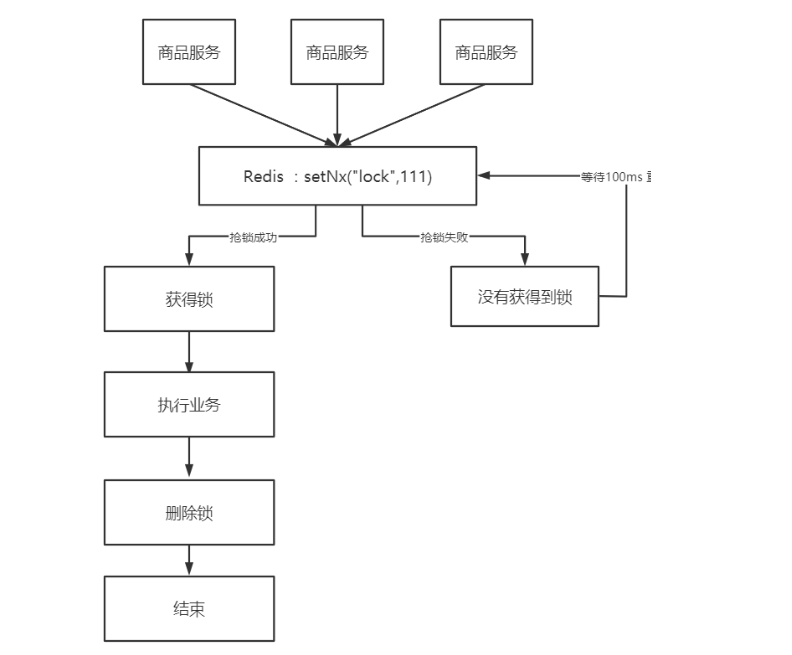 商品服务
商品服务
商品服务
Redis : setNx("lock",111)
等待100ms
抢锁成功
抢锁失败
获得锁
没有获得到锁
执行业务
删除锁
结束